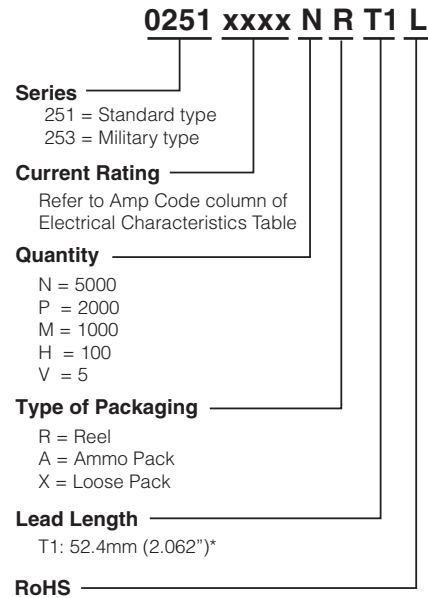 0251 xxxx N R T1 L
Series
251 = Standard type
253 = Military type
Current Rating
Refer to Amp Code column of
Electrical Characteristics Table
Quantity
N = 5000
P = 2000
M = 1000
H = 100
V = 5
Type of Packaging
R = Reel
A = Ammo Pack
X = Loose Pack
Lead Length
T1: 52.4mm (2.062”)*
RoHS